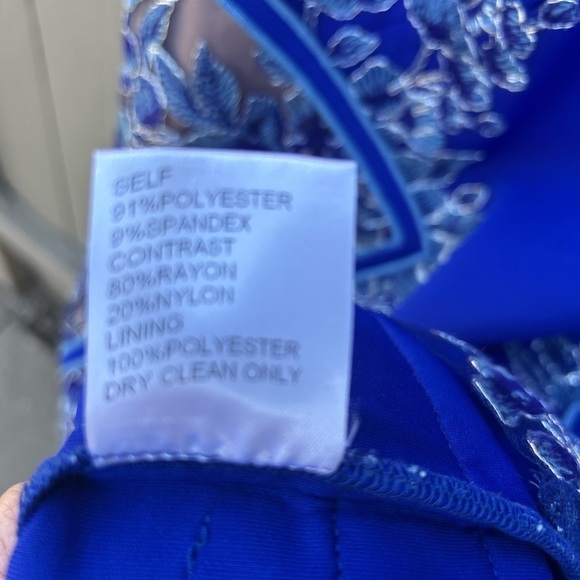 SELF
91%POLYESTER
9%SPANDEX
CONTRAST
80%RAYON
20%NYLON
LINING
100%POLYESTER
DRY CLEAN ONLY